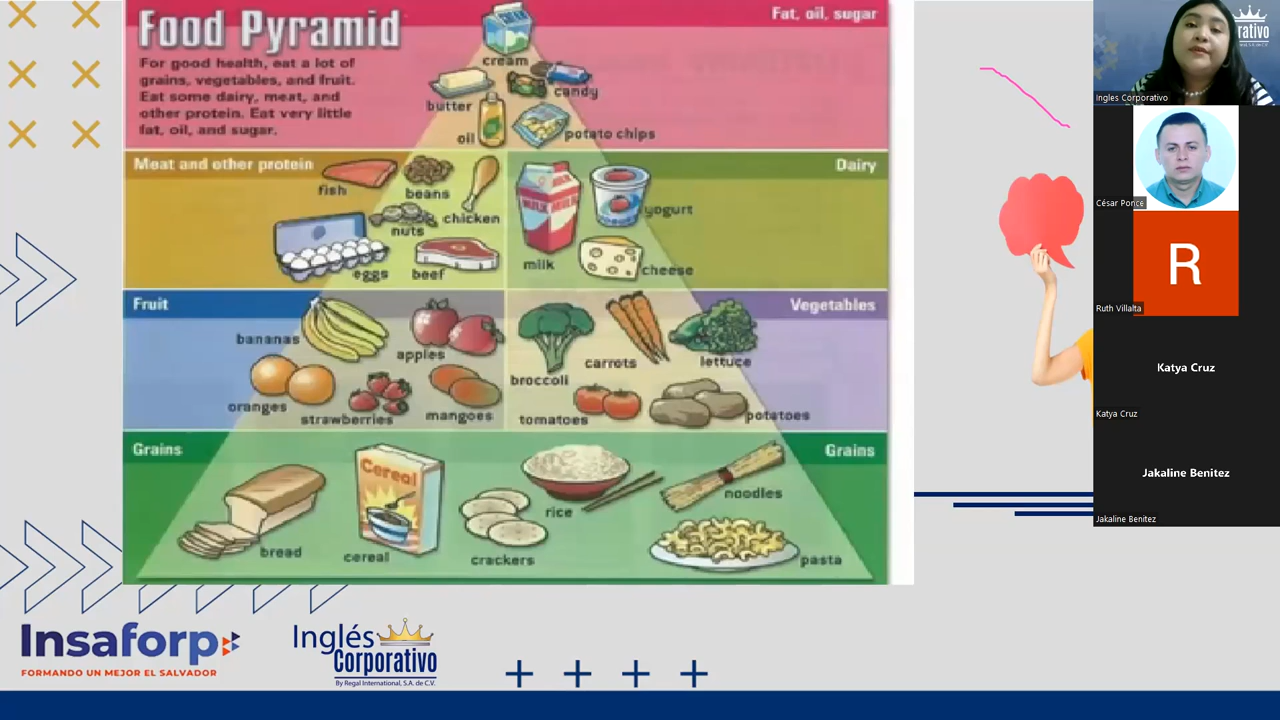 Food Pyramid
For good health, eat a lot of
grains, vegetables, and fruit.
Eat some dairy, meat, and
other protein. Eat very little
fat, oil, and sugar.
Fat, oil, sugar
cream
butter
candy
oil
potato chips
Meat and other protein
Dairy
fish
beans
chicken
nuts
eggs
beef
MILK
milk
yogurt
cheese
Fruit
Vegetables
bananas
apples
oranges
strawberries
mangoes
broccoli
carrots
lettuce
tomatoes
potatoes
Grains
Grains
Cereal
bread
cereal
crackers
rice
noodles
pasta
Insaforp
FORMANDO UN MEJOR EL SALVADOR
Inglés
Corporativo
By Regal International, S.A. de C.V.
Ingles Corporativo
César Ponce
R
Ruth Villalta
Katya Cruz
Katya Cruz
Jakaline Benitez
Jakaline Benitez